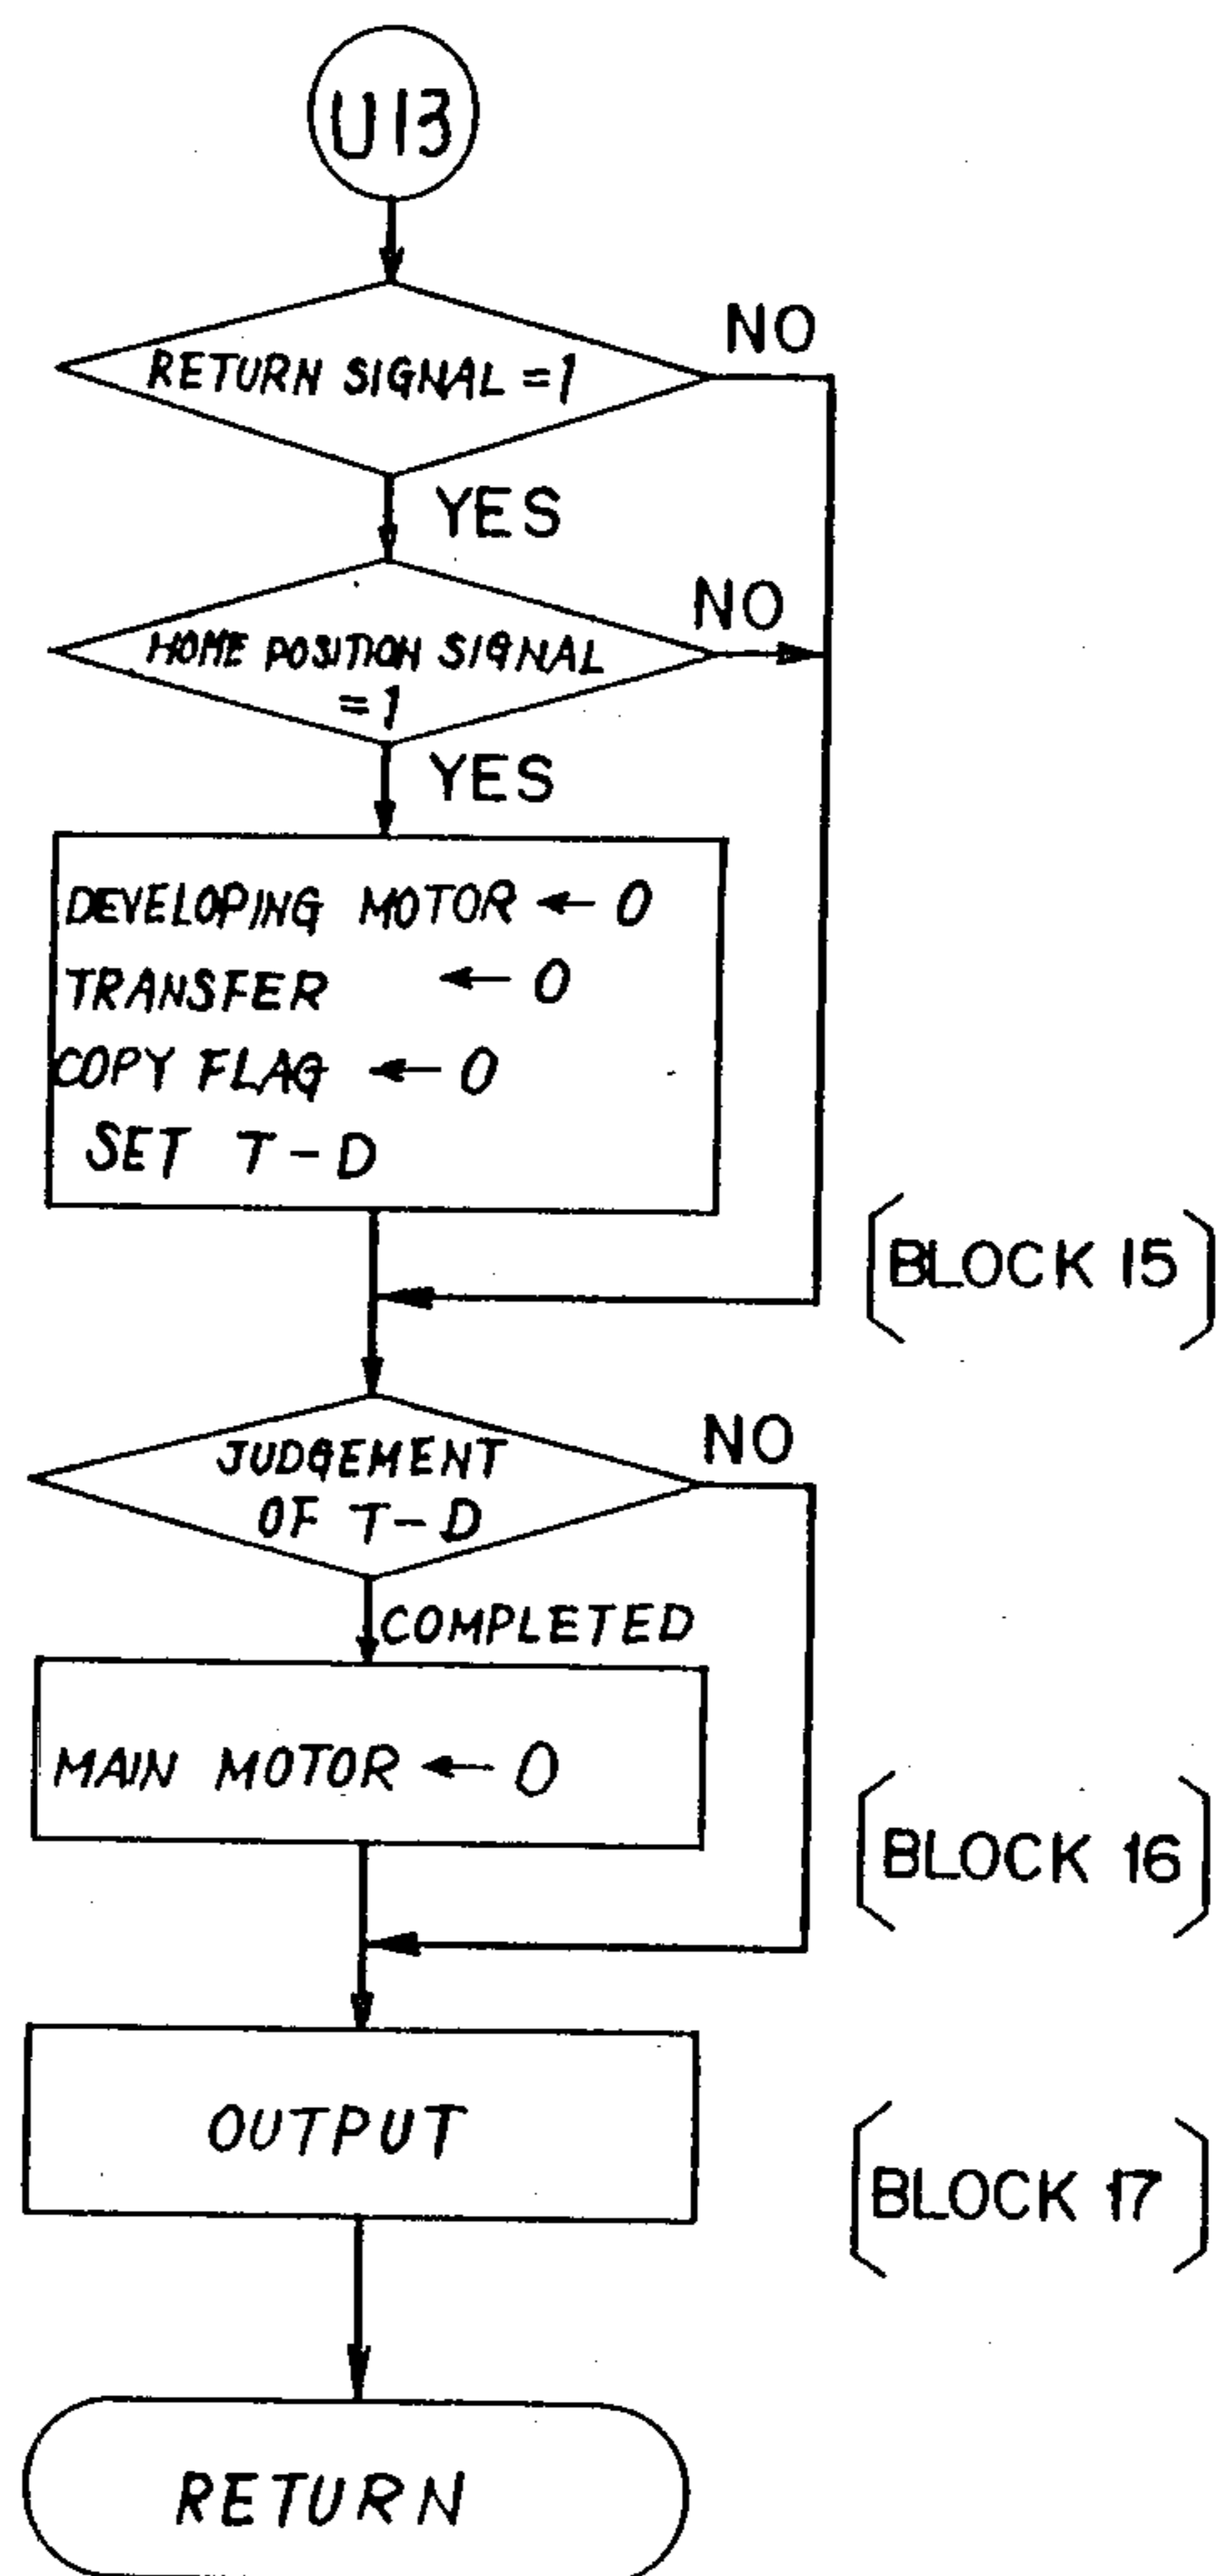 U13
RETURN SIGNAL = 1
NO
YES
HOME POSITION SIGNAL
= 1
NO
YES
DEVELOPING MOTOR ← 0
TRANSFER ← 0
COPY FLAG ← 0
SET T-D
[BLOCK 15]
JUDGEMENT
OF T-D
NO
COMPLETED
MAIN MOTOR ← 0
[BLOCK 16]
OUTPUT
[BLOCK 17]
RETURN